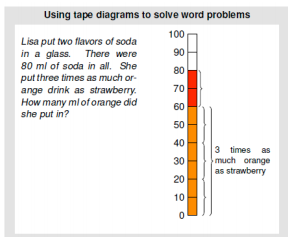 Using tape diagrams to solve word problems
Lisa put two flavors of soda
in a glass. There were
80 ml of soda in all. She
put three times as much or-
ange drink as strawberry.
How many ml of orange did
she put in?
100
90
80
70
60
50
40
30
20
10
0
3 times as
much orange
as strawberry